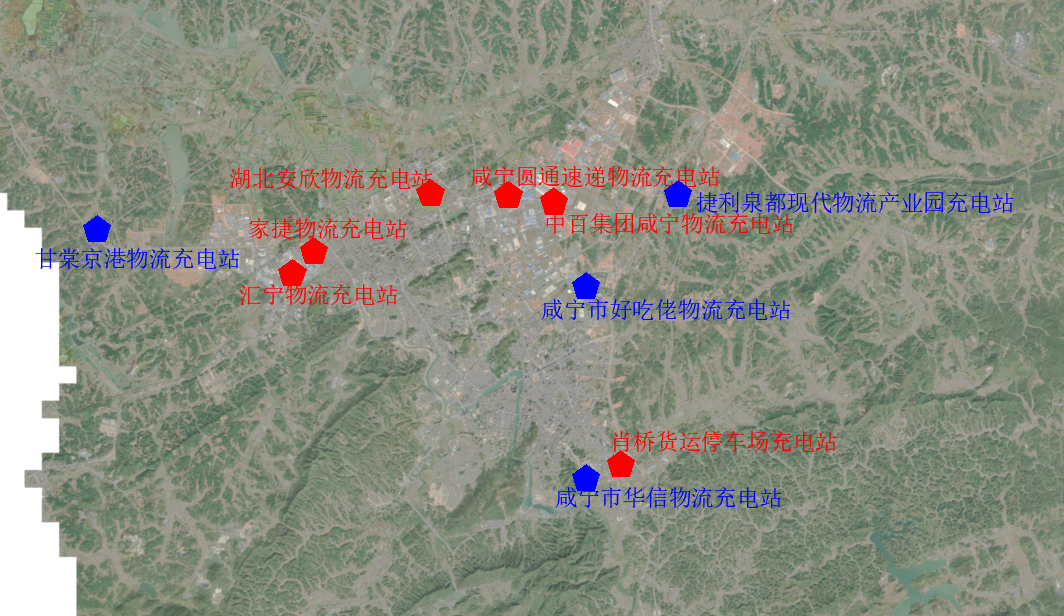 湖北安欣物流充电站
咸宁圆通速递物流充电站
捷利泉都现代物流产业园充电站
中百集团咸宁物流充电站
家捷物流充电站
甘棠京港物流充电站
汇宁物流充电站
咸宁市好吃佬物流充电站
肖桥货运停车场充电站
咸宁市华信物流充电站